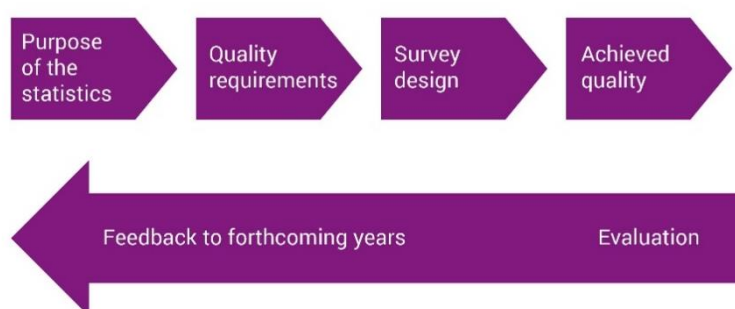 Purpose
of the
statistics
Quality
requirements
Survey
design
Achieved
quality
Feedback to forthcoming years
Evaluation